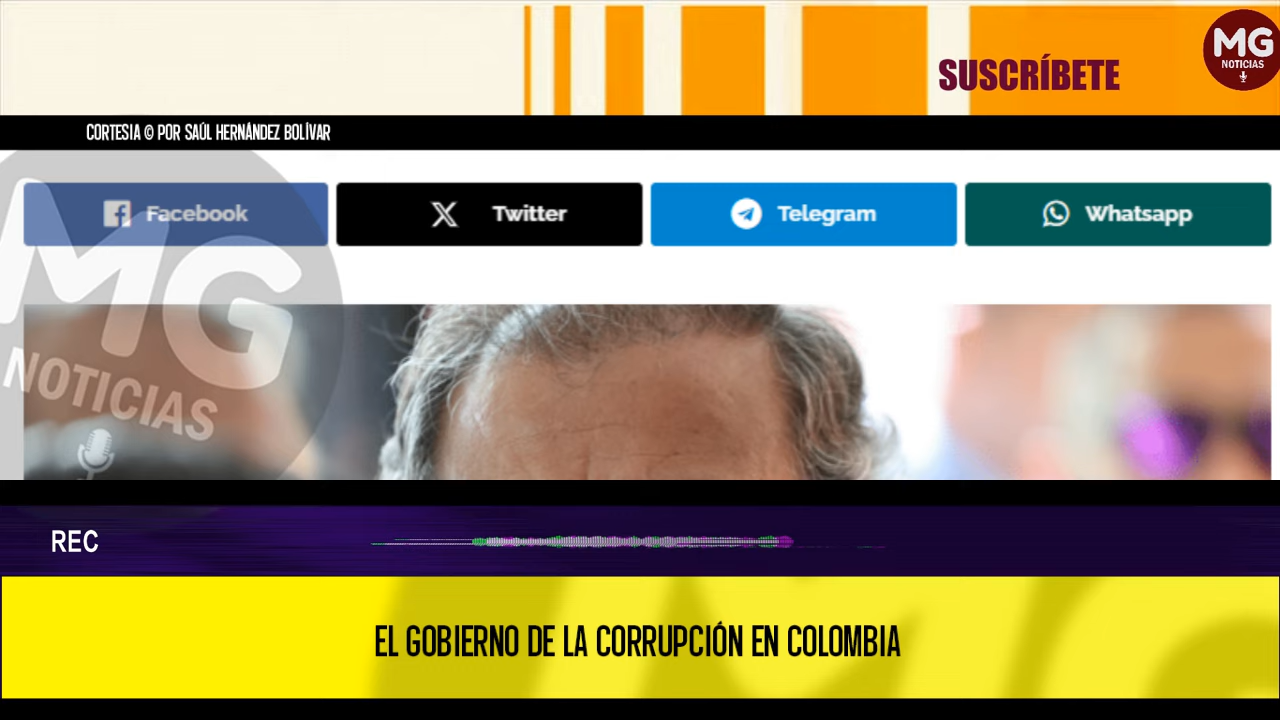 SUSCRÍBETE
MG
NOTICIAS
CORTESIA © POR SAÚL HERNÁNDEZ BOLÍVAR
Facebook
Twitter
Telegram
Whatsapp
MG
NOTICIAS
REC
EL GOBIERNO DE LA CORRUPCIÓN EN COLOMBIA